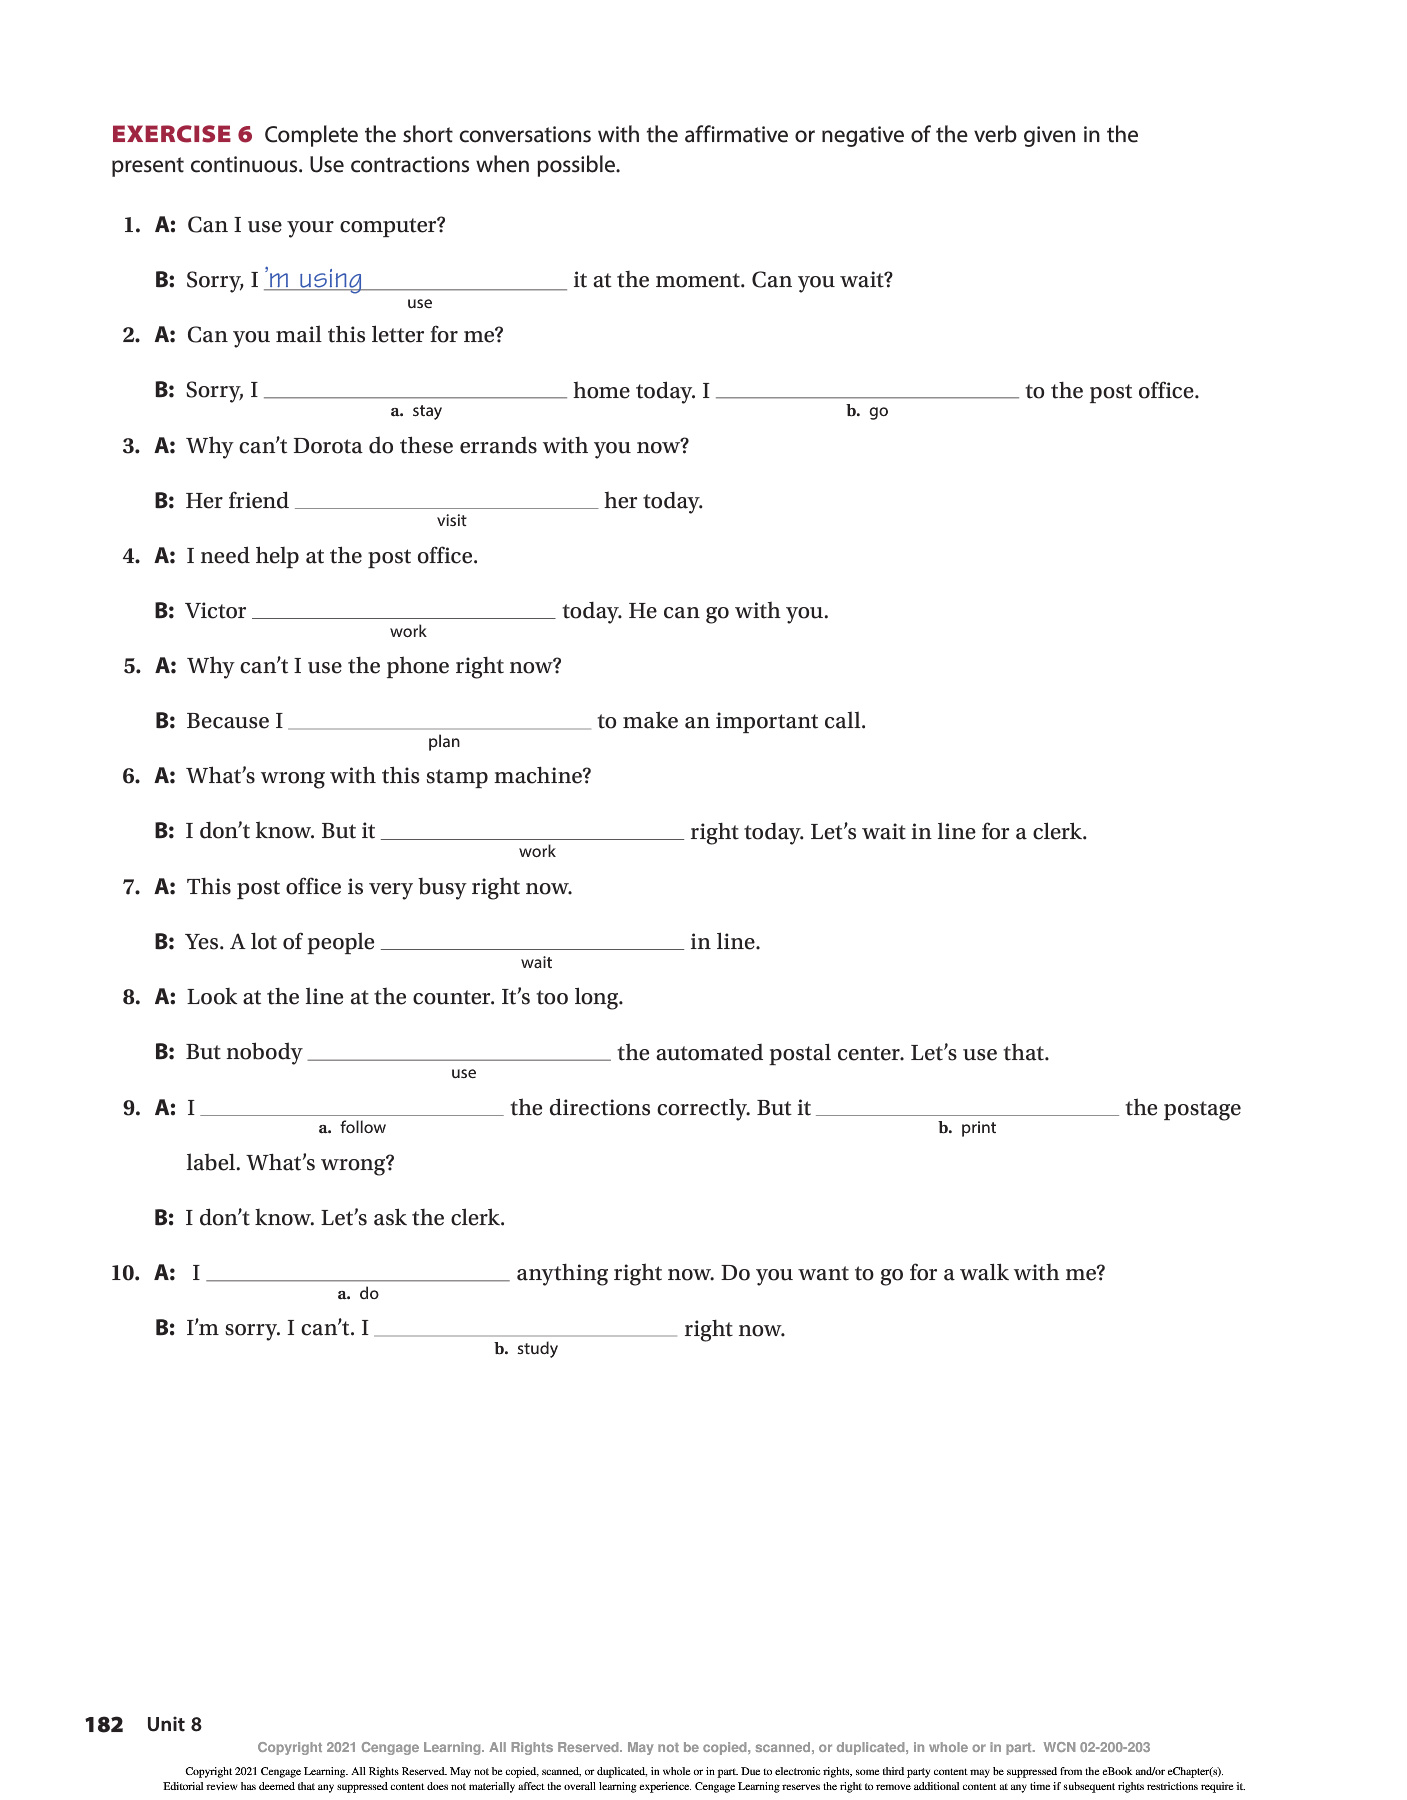 EXERCISE 6 Complete the short conversations with the affirmative or negative of the verb given in the
present continuous. Use contractions when possible.
1. A: Can I use your computer?
B: Sorry, I 'm using it at the moment. Can you wait?
use
2. A: Can you mail this letter for me?
B: Sorry, I ______ home today. I ______ to the post office.
a. stay b. go
3. A: Why can't Dorota do these errands with you now?
B: Her friend ______ her today.
visit
4. A: I need help at the post office.
B: Victor ______ today. He can go with you.
work
5. A: Why can't I use the phone right now?
B: Because I ______ to make an important call.
plan
6. A: What's wrong with this stamp machine?
B: I don't know. But it ______ right today. Let's wait in line for a clerk.
work
7. A: This post office is very busy right now.
B: Yes. A lot of people ______ in line.
wait
8. A: Look at the line at the counter. It's too long.
B: But nobody ______ the automated postal center. Let's use that.
use
9. A: I ______ the directions correctly. But it ______ the postage
a. follow b. print
label. What's wrong?
B: I don't know. Let's ask the clerk.
10. A: I ______ anything right now. Do you want to go for a walk with me?
a. do
B: I'm sorry. I can't. I ______ right now.
b. study
182 Unit 8
Copyright 2021 Cengage Learning. All Rights Reserved. May not be copied, scanned, or duplicated, in whole or in part. WCN 02-200-203
Copyright 2021 Cengage Learning. All Rights Reserved. May not be copied, scanned, or duplicated, in whole or in part. Due to electronic rights, some third party content may be suppressed from the eBook and/or eChapter(s).
Editorial review has deemed that any suppressed content does not materially affect the overall learning experience. Cengage Learning reserves the right to remove additional content at any time if subsequent rights restrictions require it.